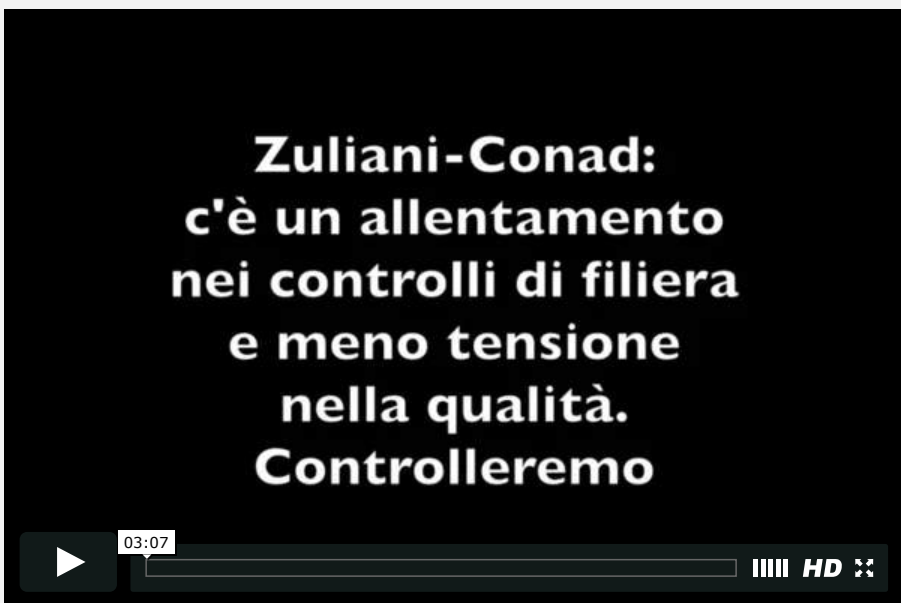 Zuliani-Conad:
c'è un allentamento
nei controlli di filiera
e meno tensione
nella qualità.
Controlleremo
03:07
HD